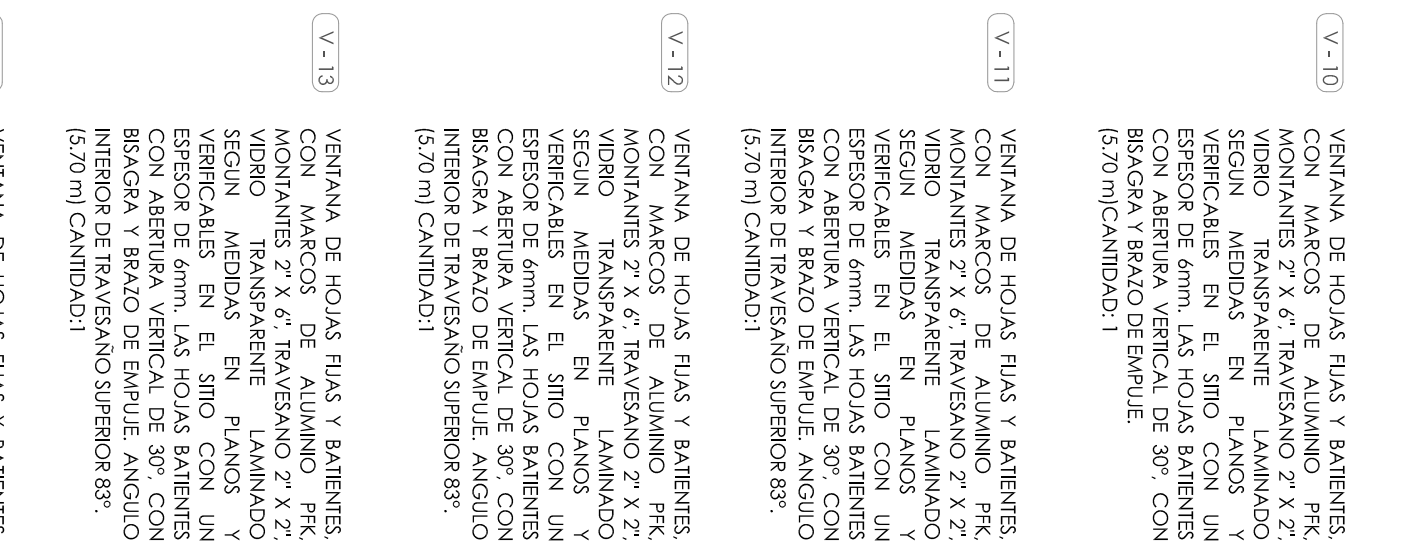 V - 10
VENTANA DE HOJAS FIJAS Y BATIENTES,
CON MARCOS DE ALUMINIO PFK,
MONTANTES 2" X 6", TRAVESANO 2" X 2",
VIDRIO TRANSPARENTE LAMINADO
SEGUN MEDIDAS EN PLANOS Y
VERIFICABLES EN EL SITIO CON UN
ESPESOR DE 6mm. LAS HOJAS BATIENTES
CON ABERTURA VERTICAL DE 30°, CON
BISAGRA Y BRAZO DE EMPUJE.
(5.70 m)CANTIDAD: 1
V - 11
VENTANA DE HOJAS FIJAS Y BATIENTES,
CON MARCOS DE ALUMINIO PFK,
MONTANTES 2" X 6", TRAVESANO 2" X 2",
VIDRIO TRANSPARENTE LAMINADO
SEGUN MEDIDAS EN PLANOS Y
VERIFICABLES EN EL SITIO CON UN
ESPESOR DE 6mm. LAS HOJAS BATIENTES
CON ABERTURA VERTICAL DE 30°, CON
BISAGRA Y BRAZO DE EMPUJE. ANGULO
INTERIOR DE TRAVESAÑO SUPERIOR 83°.
(5.70 m) CANTIDAD:1
V - 12
VENTANA DE HOJAS FIJAS Y BATIENTES,
CON MARCOS DE ALUMINIO PFK,
MONTANTES 2" X 6", TRAVESANO 2" X 2",
VIDRIO TRANSPARENTE LAMINADO
SEGUN MEDIDAS EN PLANOS Y
VERIFICABLES EN EL SITIO CON UN
ESPESOR DE 6mm. LAS HOJAS BATIENTES
CON ABERTURA VERTICAL DE 30°, CON
BISAGRA Y BRAZO DE EMPUJE. ANGULO
INTERIOR DE TRAVESAÑO SUPERIOR 83°.
(5.70 m) CANTIDAD:1
V - 13
VENTANA DE HOJAS FIJAS Y BATIENTES,
CON MARCOS DE ALUMINIO PFK,
MONTANTES 2" X 6", TRAVESANO 2" X 2",
VIDRIO TRANSPARENTE LAMINADO
SEGUN MEDIDAS EN PLANOS Y
VERIFICABLES EN EL SITIO CON UN
ESPESOR DE 6mm. LAS HOJAS BATIENTES
CON ABERTURA VERTICAL DE 30°, CON
BISAGRA Y BRAZO DE EMPUJE. ANGULO
INTERIOR DE TRAVESAÑO SUPERIOR 83°.
(5.70 m) CANTIDAD:1